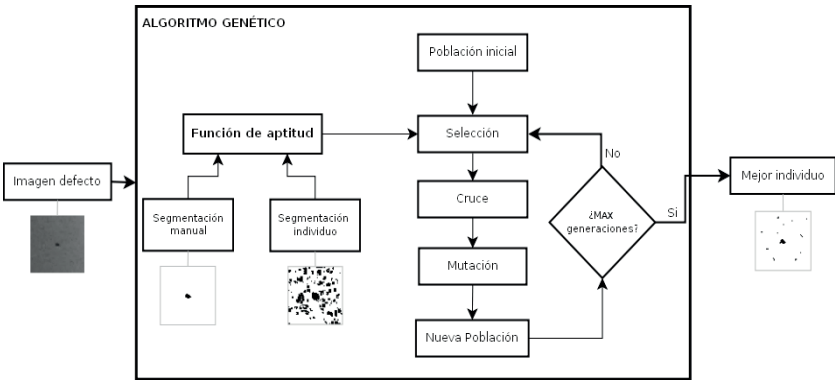 ALGORITMO GENÉTICO
Población inicial
Función de aptitud
Selección
No
Imagen defecto
Mejor individuo
Segmentación
manual
Segmentación
individuo
Cruce
¿MAX
generaciones?
Si
Mutación
Nueva Población